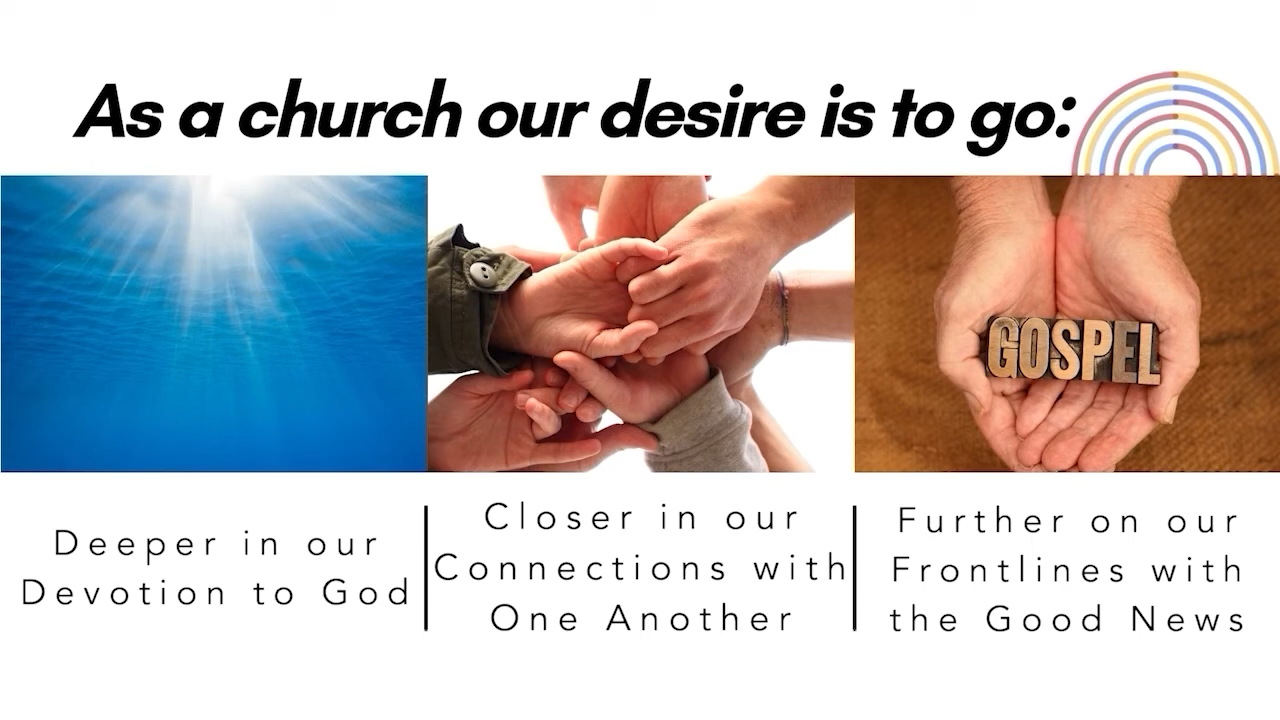 As a church our desire is to go:
GOSPEL
Deeper in our
Devotion to God
Closer in our
Connections with
One Another
Further on our
Frontlines with
the Good News